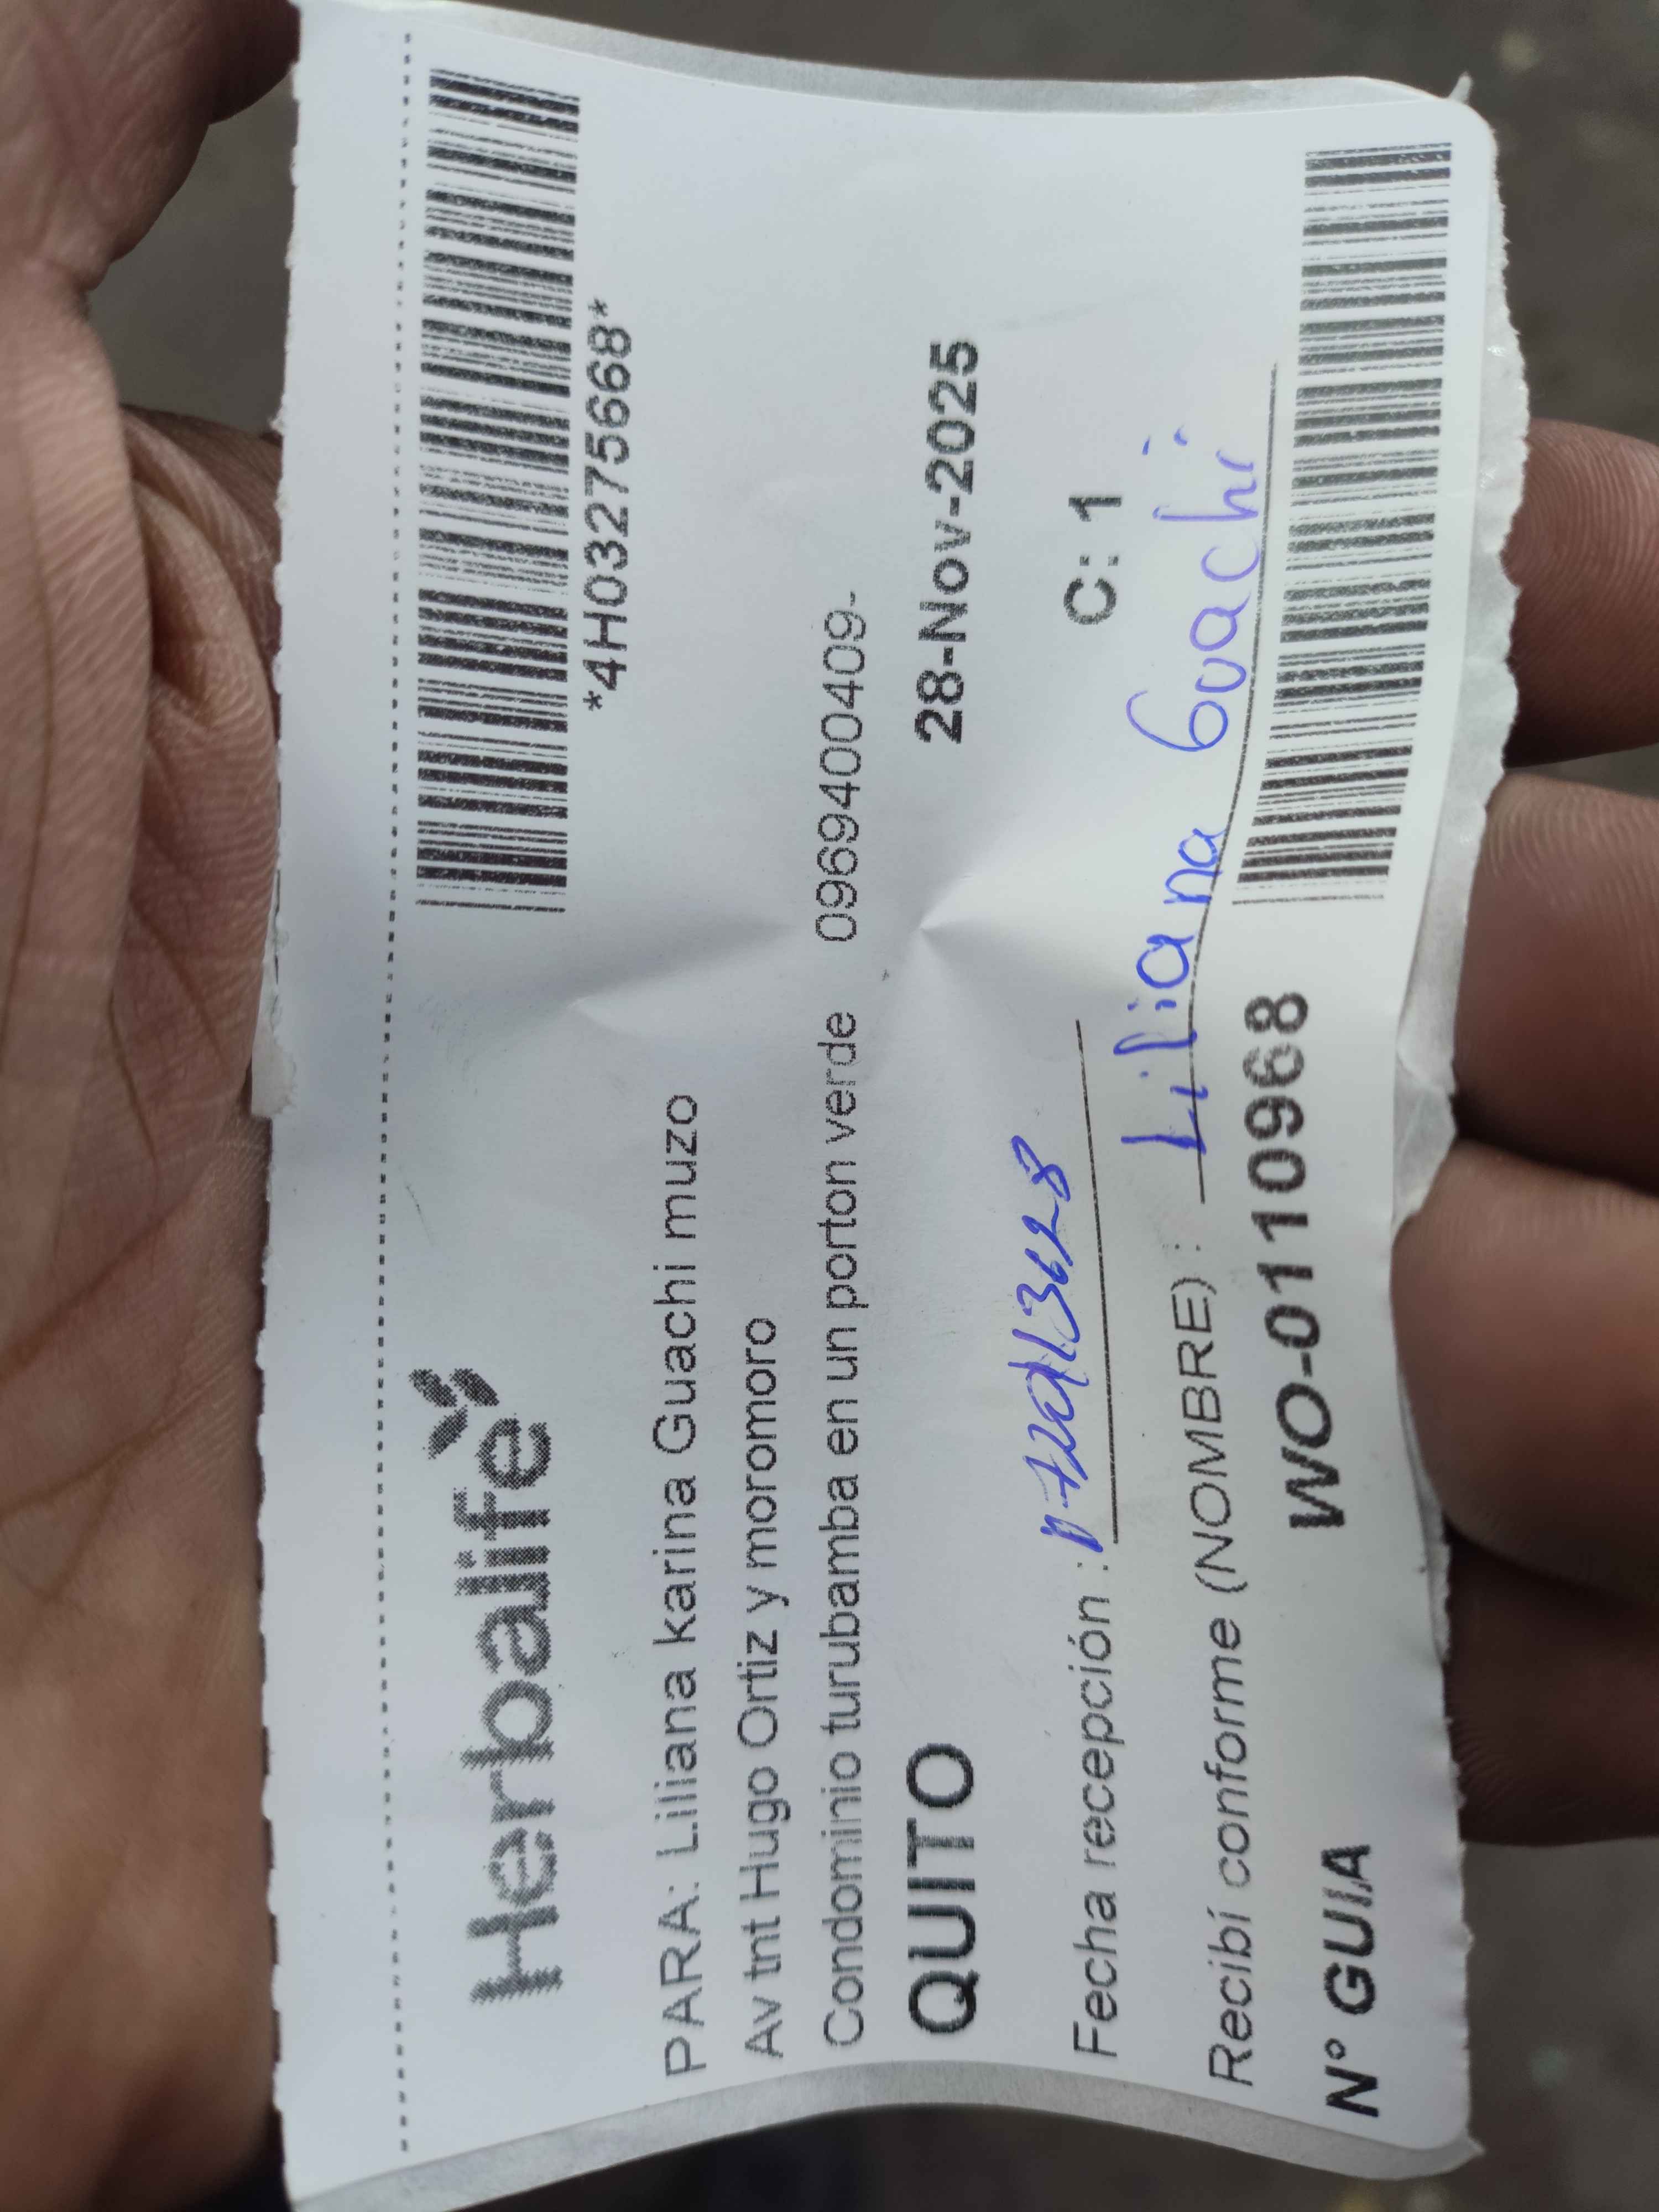 Herbalife
*4H03275668*
PARA: Liliana karina Guachi muzo
Av tnt Hugo Ortiz y moromoro
Condominio turubamba en un porton verde 0969400409-
QUITO 28-Nov-2025
Fecha recepción :
C: 1
Recibí conforme (NOMBRE) : Liliana Guachi
N° GUIA WO-0110968